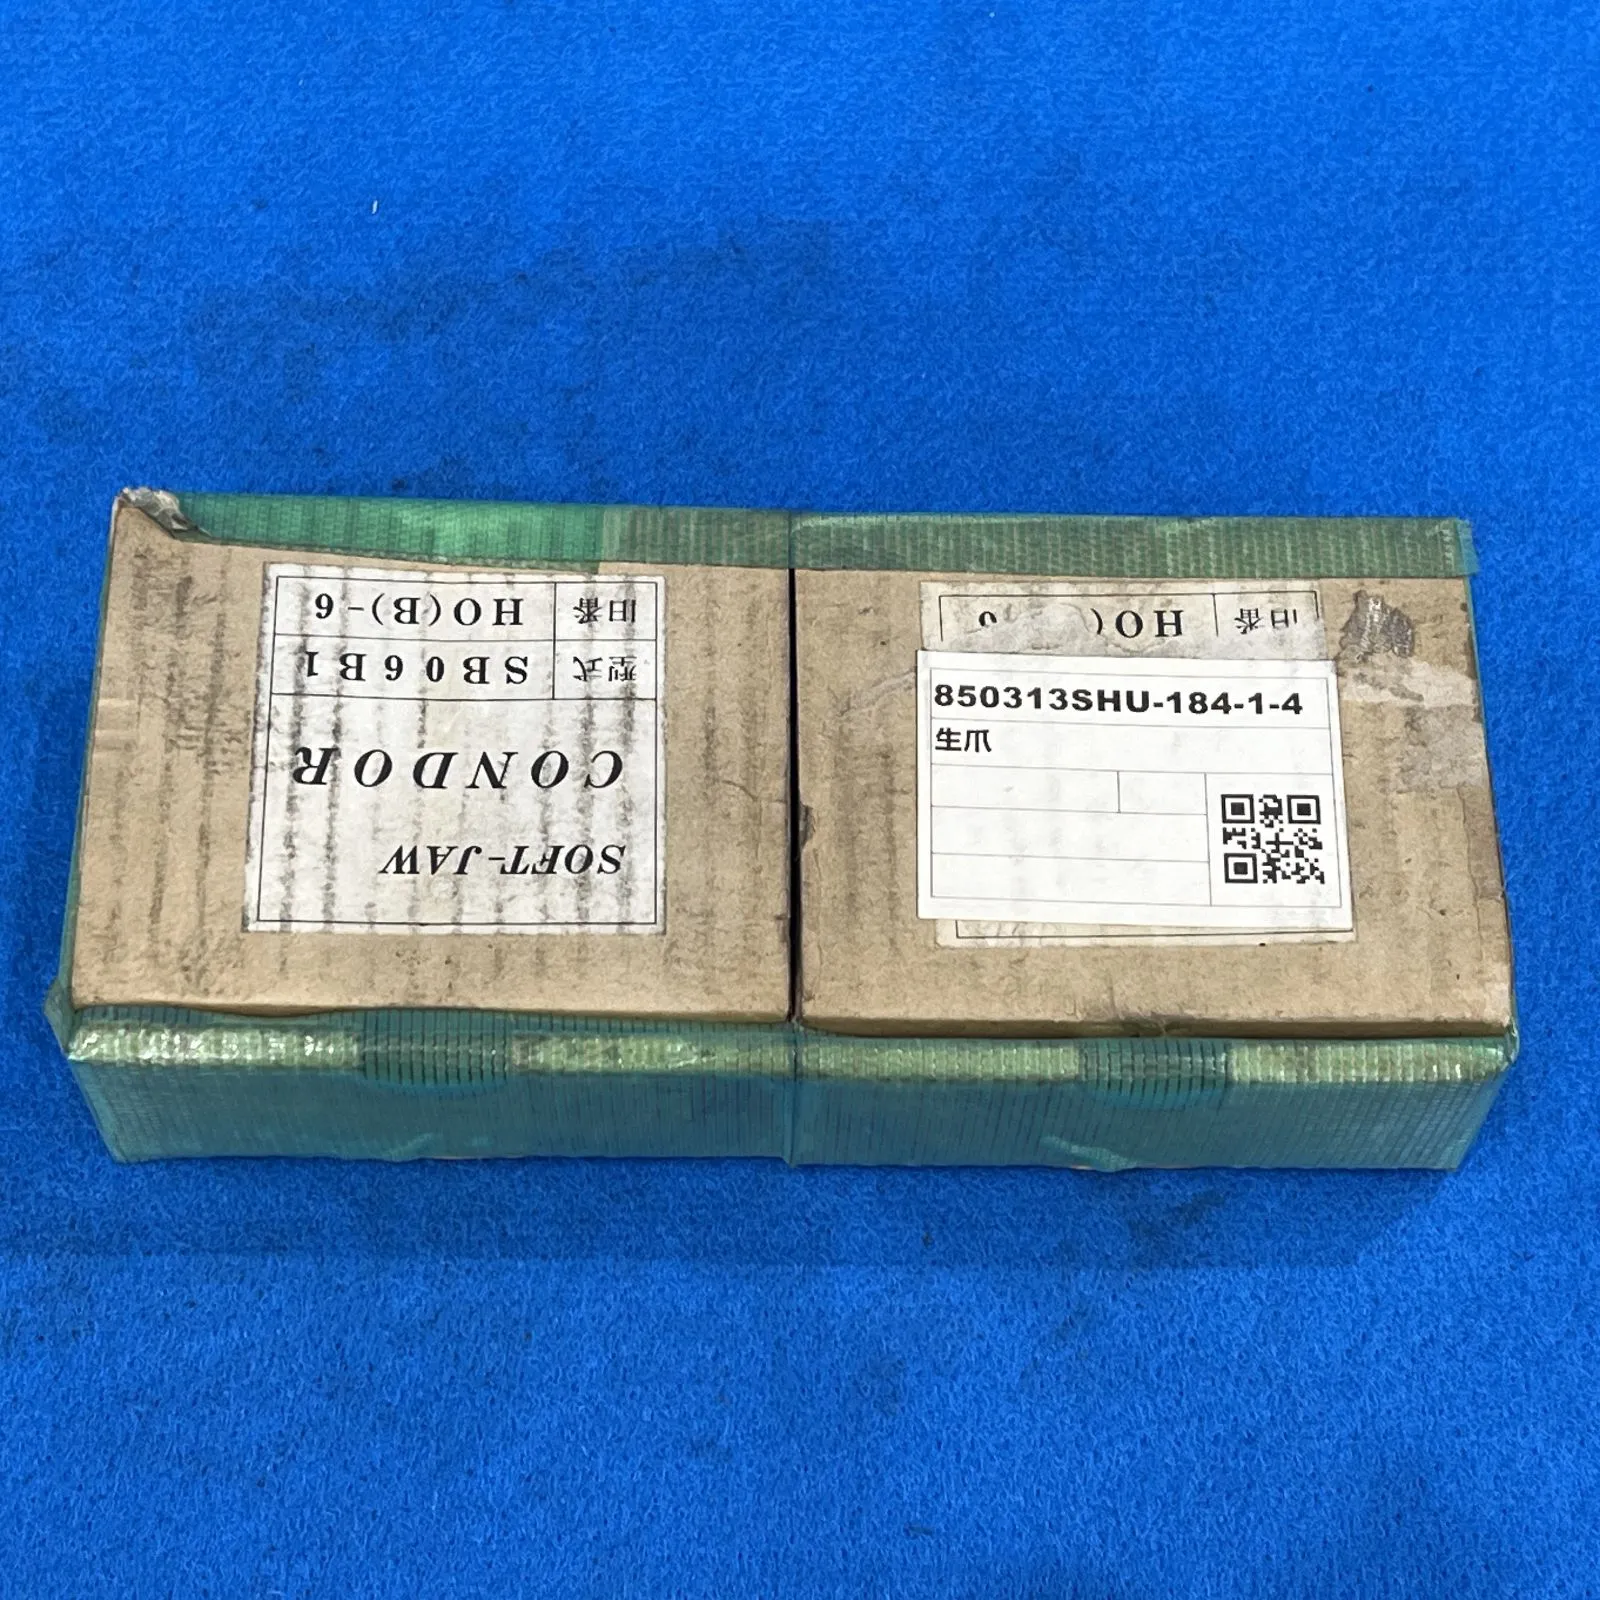 SOFT-JAW
CONDOR
型式 SB06B1
旧番 HO(B)-6
旧番 HO(
850313SHU-184-1-4
生爪